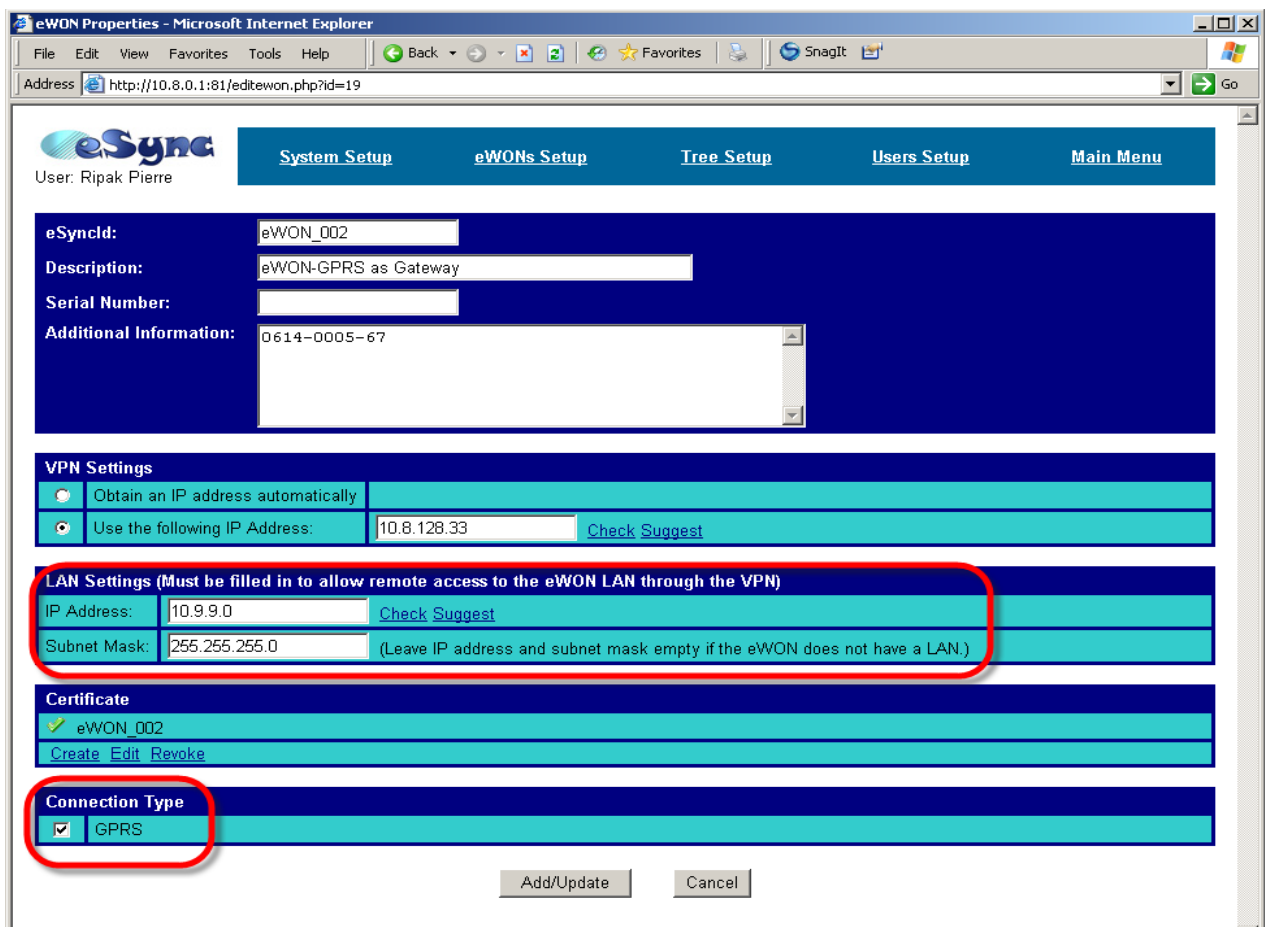 eWON Properties - Microsoft Internet Explorer
File Edit View Favorites Tools Help Back Favorites SnagIt
Address http://10.8.0.1:81/editewon.php?id=19 Go
eSync System Setup eWONs Setup Tree Setup Users Setup Main Menu
User: Ripak Pierre
eSyncId: eWON_002
Description: eWON-GPRS as Gateway
Serial Number:
Additional Information: 0614-0005-67
VPN Settings
Obtain an IP address automatically
Use the following IP Address: 10.8.128.33 Check Suggest
LAN Settings (Must be filled in to allow remote access to the eWON LAN through the VPN)
IP Address: 10.9.9.0 Check Suggest
Subnet Mask: 255.255.255.0 (Leave IP address and subnet mask empty if the eWON does not have a LAN.)
Certificate
eWON_002
Create Edit Revoke
Connection Type
GPRS
Add/Update Cancel